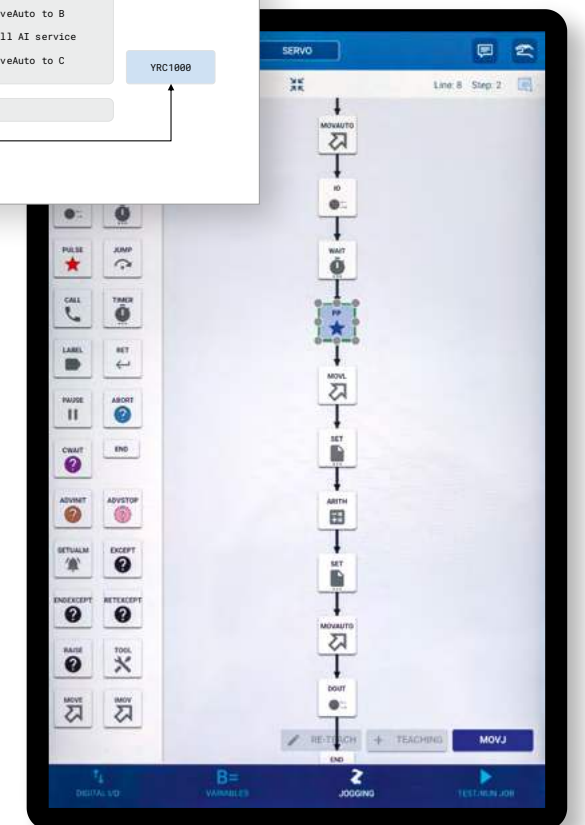 veAuto to B
ll AI service
veAuto to C
YRC1000
SERVO
Line: 8 Step: 2
MOVAUTO
IO
WAIT
PP
MOVL
SET
ARITH
SET
MOVAUTO
DOUT
END
PULSE JUMP
CALL TIMER
LABEL RET
PAUSE ABORT
CWAIT END
ADVINIT ADVSTOP
SETUALM EXCEPT
ENDEXCEPT RETEXCEPT
RAISE TOOL
MOVE IMOV
RE-TEACH + TEACHING MOVJ
DIGITAL I/O
B=
VARIABLES
JOGGING
TEST/RUN JOB